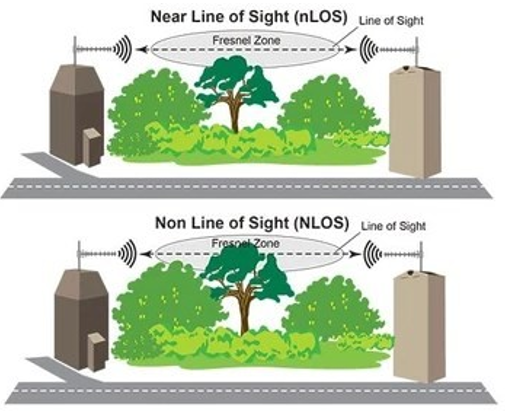 Near Line of Sight (nLOS)
Line of Sight
Fresnel Zone
Non Line of Sight (NLOS)
Line of Sight
Fresnel Zone